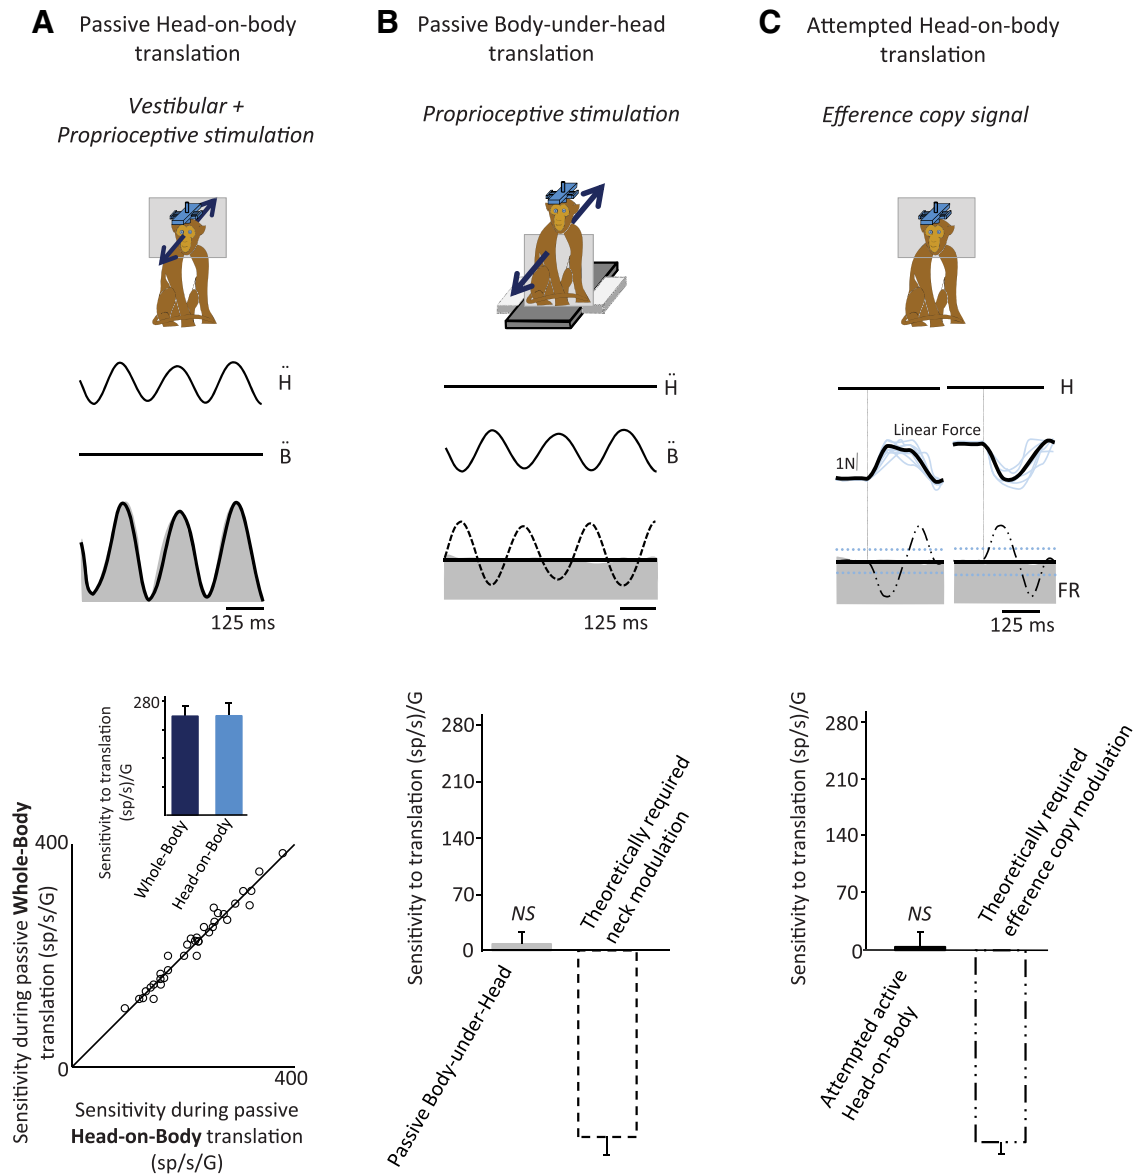 A
Passive Head-on-body
translation
Vestibular +
Proprioceptive stimulation
Ḧ
B̈
125 ms
280
Sensitivity to translation
(sp/s)/G
Whole-Body
Head-on-Body
400
0
400
Sensitivity during passive Whole-Body
translation (sp/s/G)
Sensitivity during passive
Head-on-Body translation
(sp/s/G)
B
Passive Body-under-head
translation
Proprioceptive stimulation
Ḧ
B̈
125 ms
Sensitivity to translation (sp/s)/G
280
210
140
70
0
NS
Passive Body-under-Head
Theoretically required
neck modulation
C
Attempted Head-on-body
translation
Efference copy signal
H
Linear Force
1N
FR
125 ms
Sensitivity to translation (sp/s)/G
280
210
140
70
0
NS
Attempted active
Head-on-Body
Theoretically required
efference copy modulation